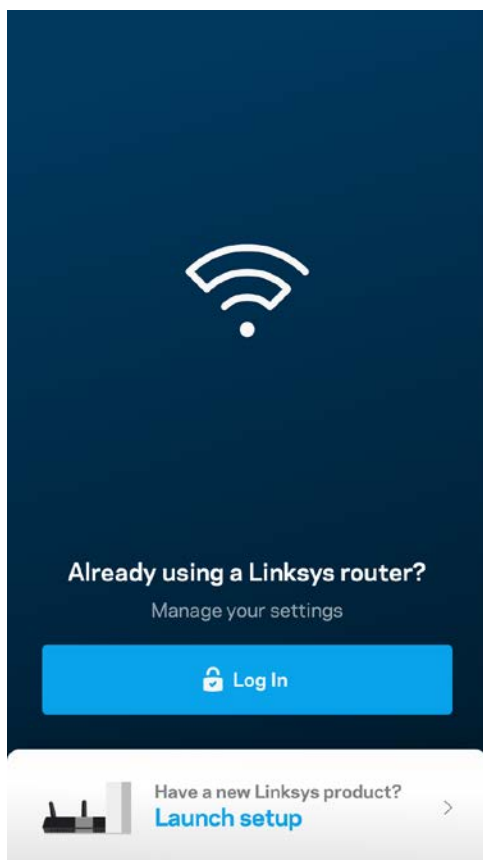 Already using a Linksys router?
Manage your settings
Log In
Have a new Linksys product?
Launch setup